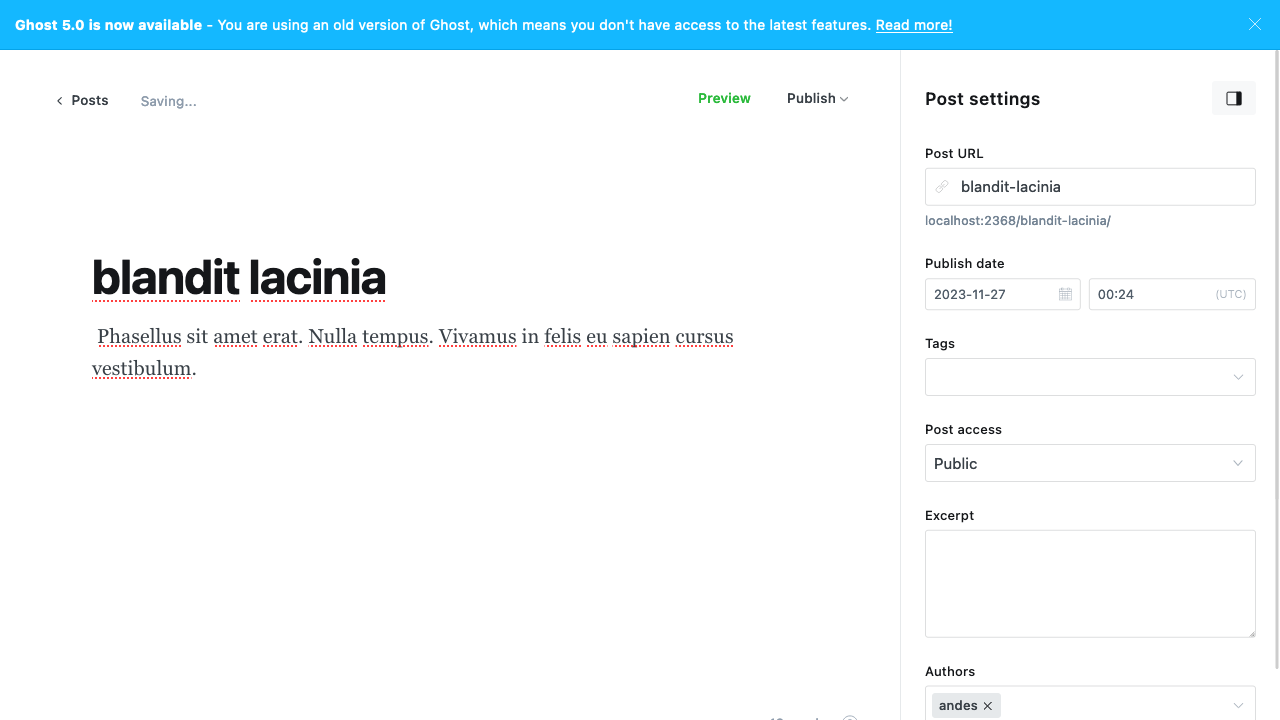 Ghost 5.0 is now available - You are using an old version of Ghost, which means you don't have access to the latest features. Read more!
Posts
Saving...
Preview
Publish
blandit lacinia
Phasellus sit amet erat. Nulla tempus. Vivamus in felis eu sapien cursus
vestibulum.
Post settings
Post URL
blandit-lacinia
localhost:2368/blandit-lacinia/
Publish date
2023-11-27
00:24
(UTC)
Tags
Post access
Public
Excerpt
Authors
andes